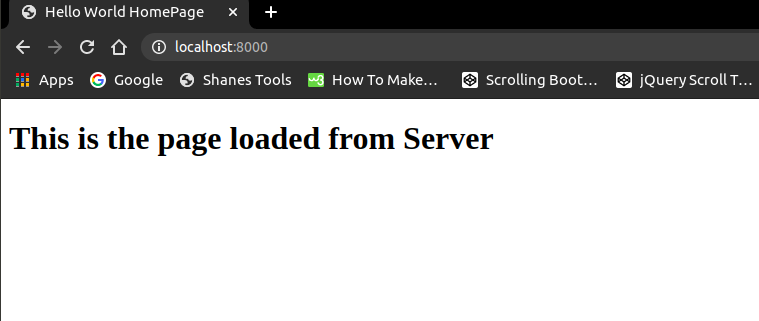 Hello World HomePage
localhost:8000
Apps Google Shanes Tools How To Make... Scrolling Boot... jQuery Scroll T...
This is the page loaded from Server